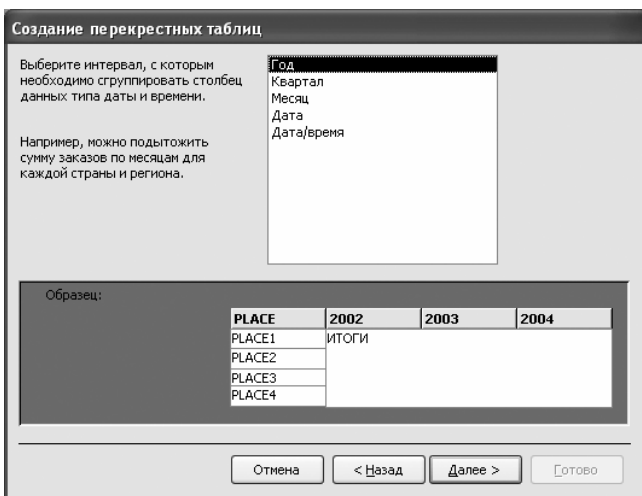 Создание перекрестных таблиц
Выберите интервал, с которым
необходимо сгруппировать столбец
данных типа даты и времени.
Например, можно подытожить
сумму заказов по месяцам для
каждой страны и региона.
Год
Квартал
Месяц
Дата
Дата/время
Образец:
PLACE 2002 2003 2004
PLACE1 ИТОГИ
PLACE2
PLACE3
PLACE4
Отмена < Назад Далее > Готово